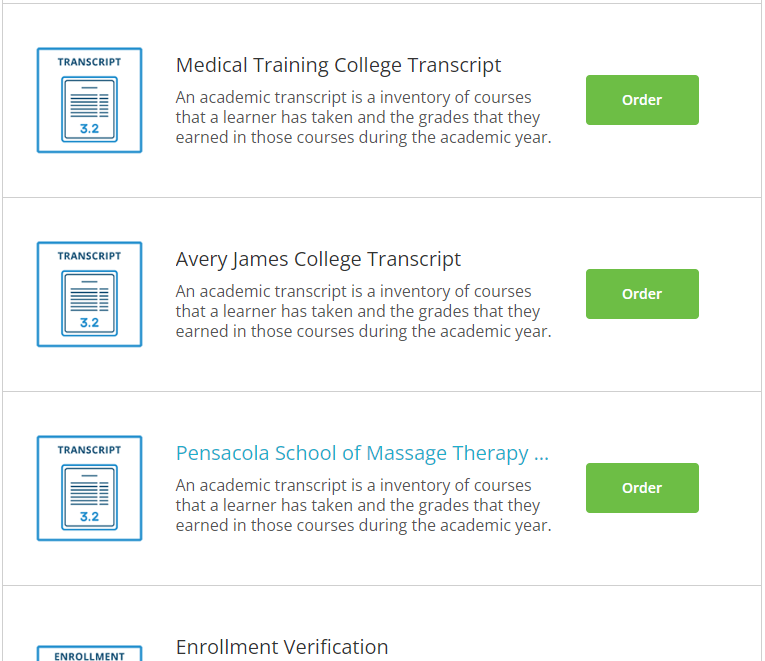 TRANSCRIPT
3.2
Medical Training College Transcript
An academic transcript is a inventory of courses
that a learner has taken and the grades that they
earned in those courses during the academic year.
Order
TRANSCRIPT
3.2
Avery James College Transcript
An academic transcript is a inventory of courses
that a learner has taken and the grades that they
earned in those courses during the academic year.
Order
TRANSCRIPT
3.2
Pensacola School of Massage Therapy ...
An academic transcript is a inventory of courses
that a learner has taken and the grades that they
earned in those courses during the academic year.
Order
ENROLLMENT
Enrollment Verification